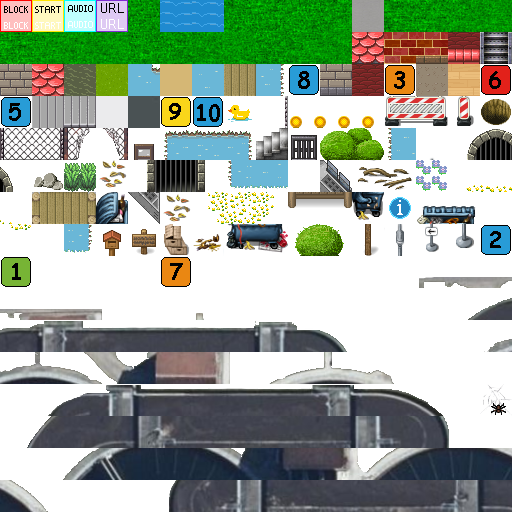 BLOCK START AUDIO URL
BLOCK START AUDIO URL
8 3 6
5 9 10
i
2
1 7